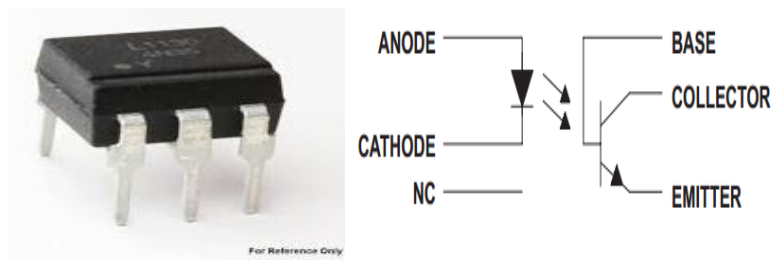 For Reference Only
ANODE
BASE
COLLECTOR
CATHODE
NC
EMITTER